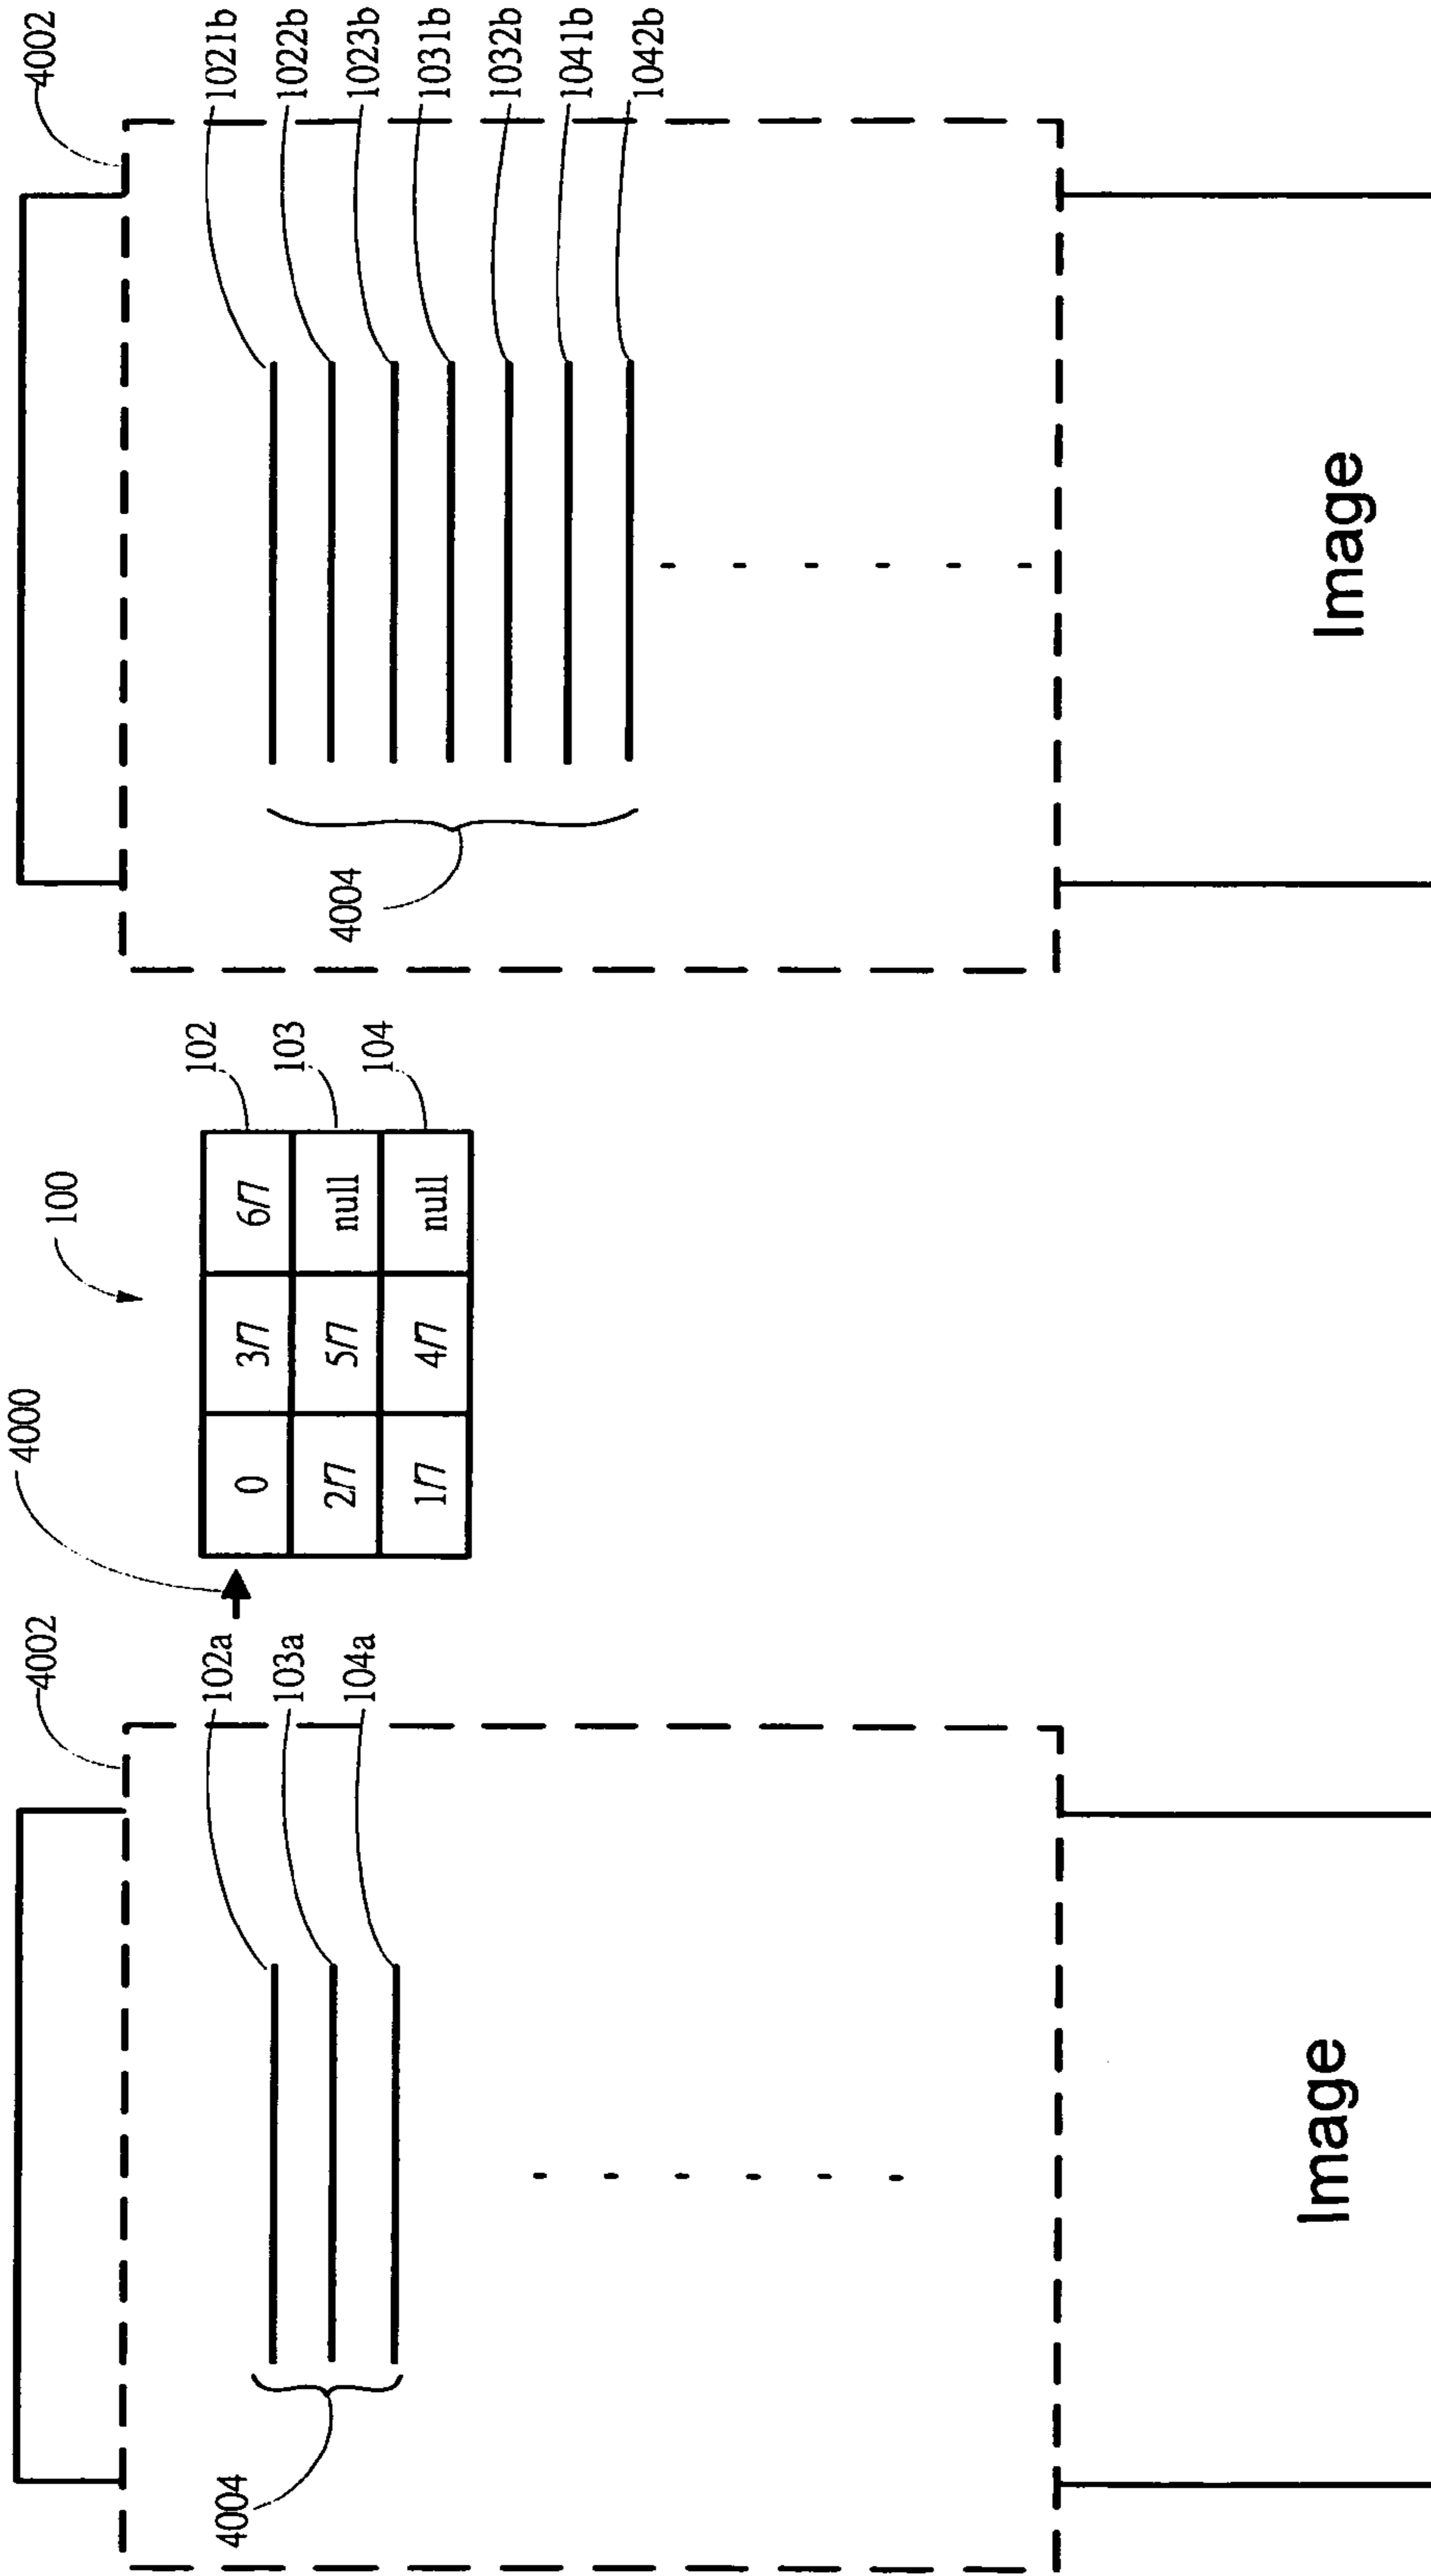 4002
102a
103a
104a
4004
Image
4000
100
0 3/7 6/7
2/7 5/7 null
1/7 4/7 null
102
103
104
4002
1021b
1022b
1023b
1031b
1032b
1041b
1042b
4004
Image